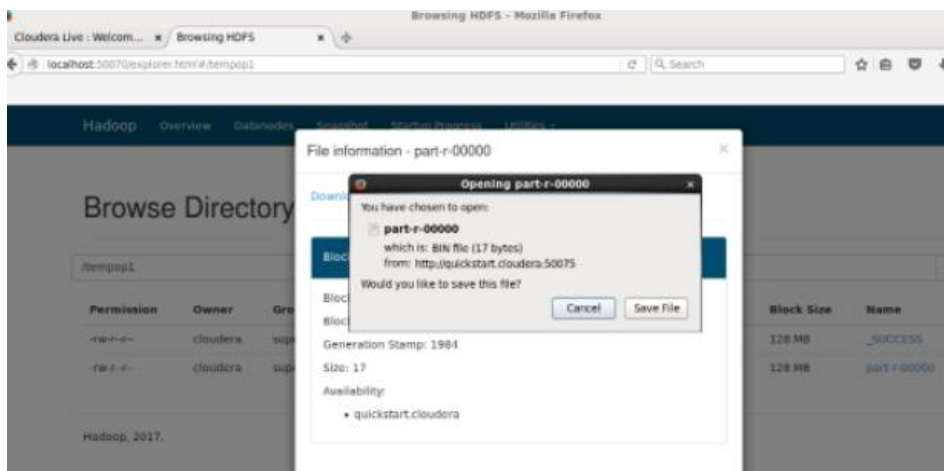 Browsing HDFS - Mozilla Firefox
Cloudera Live : Welcom... × Browsing HDFS ×
localhost:50070/explorer.html#/tempop1 Search
Hadoop Overview Datanodes Snapshot Startup Progress Utilities
File information - part-r-00000
Opening part-r-00000
You have chosen to open:
part-r-00000
which is: BIN file (17 bytes)
from: http://quickstart.cloudera:50075
Would you like to save this file?
Cancel Save File
Browse Directory
/tempop1
Permission Owner Block Size Name
-rw-r--r-- cloudera 128 MB _SUCCESS
-rw-r--r-- cloudera 128 MB part-r-00000
Generation Stamp: 1984
Size: 17
Availability:
quickstart.cloudera
Hadoop, 2017.